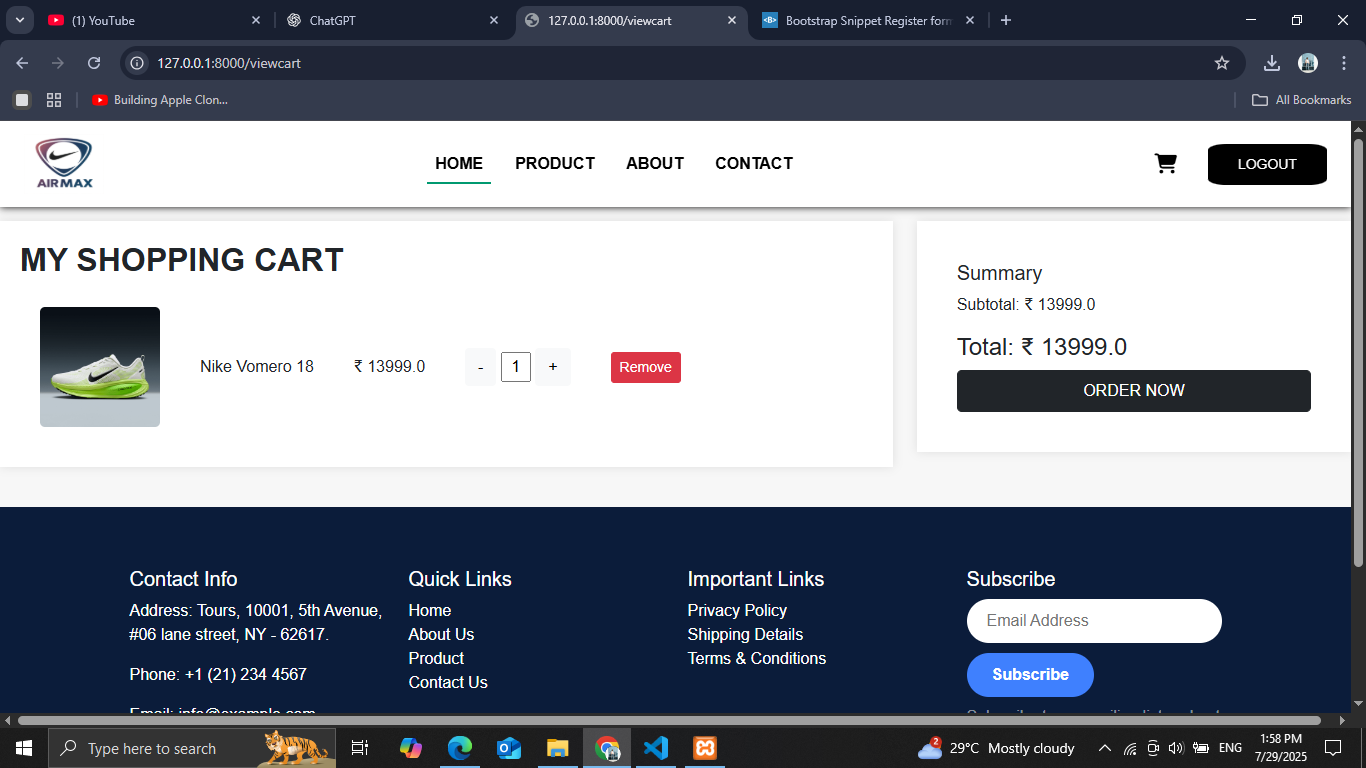 (1) YouTube
ChatGPT
127.0.0.1:8000/viewcart
Bootstrap Snippet Register form
127.0.0.1:8000/viewcart
Building Apple Clon...
All Bookmarks
AIRMAX
HOME PRODUCT ABOUT CONTACT
LOGOUT
MY SHOPPING CART
Nike Vomero 18 ₹ 13999.0 - 1 + Remove
Summary
Subtotal: ₹ 13999.0
Total: ₹ 13999.0
ORDER NOW
Contact Info
Address: Tours, 10001, 5th Avenue,
#06 lane street, NY - 62617.
Phone: +1 (21) 234 4567
Email: info@example.com
Quick Links
Home
About Us
Product
Contact Us
Important Links
Privacy Policy
Shipping Details
Terms & Conditions
Subscribe
Email Address
Subscribe
Type here to search
2
29°C Mostly cloudy
ENG
1:58 PM
7/29/2025